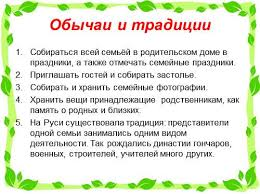 Обычаи и традиции
1. Собираться всей семьёй в родительском доме в
праздники, а также отмечать семейные праздники.
2. Приглашать гостей и собирать застолье.
3. Собирать и хранить семейные фотографии.
4. Хранить вещи принадлежащие родственникам, как
память о родных и близких.
5. На Руси существовала традиция: представители
одной семьи занимались одним видом
деятельности. Так рождались династии гончаров,
военных, строителей, учителей много других.